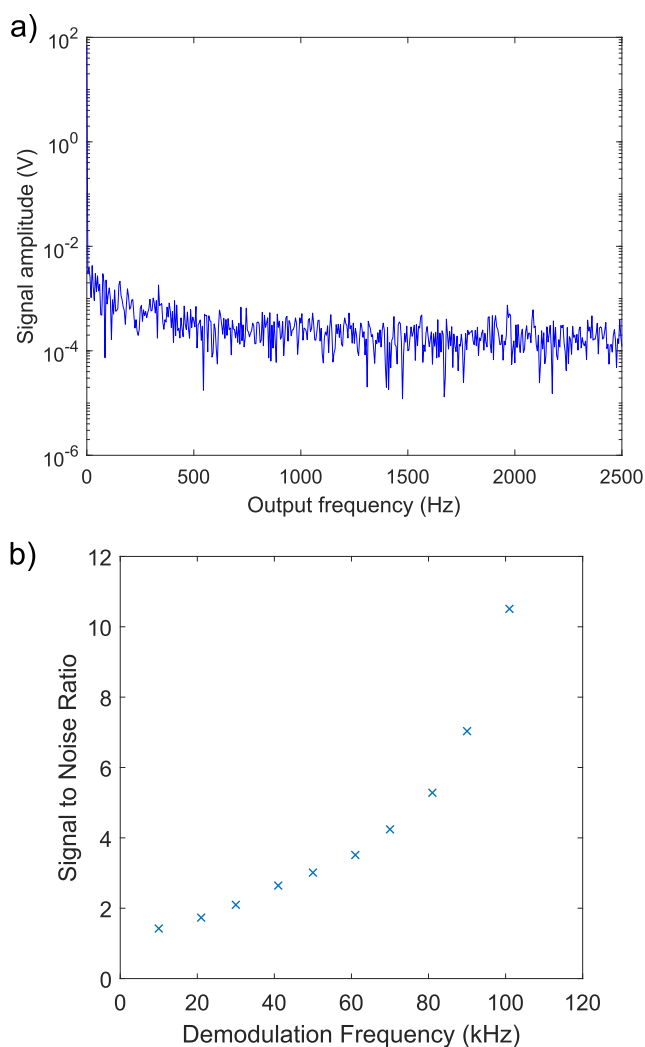 a)
10^2
10^0
10^-2
10^-4
10^-6
Signal amplitude (V)
0 500 1000 1500 2000 2500
Output frequency (Hz)
b)
12
10
8
6
4
2
0
Signal to Noise Ratio
0 20 40 60 80 100 120
Demodulation Frequency (kHz)